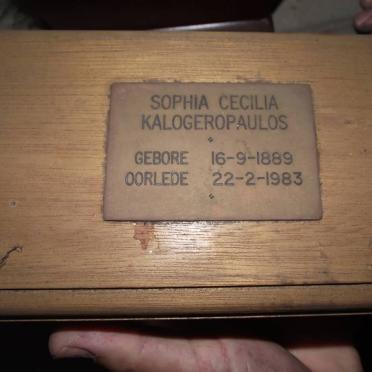 SOPHIA CECILIA
KALOGEROPAULOS
GEBORE 16-9-1889
OORLEDE 22-2-1983